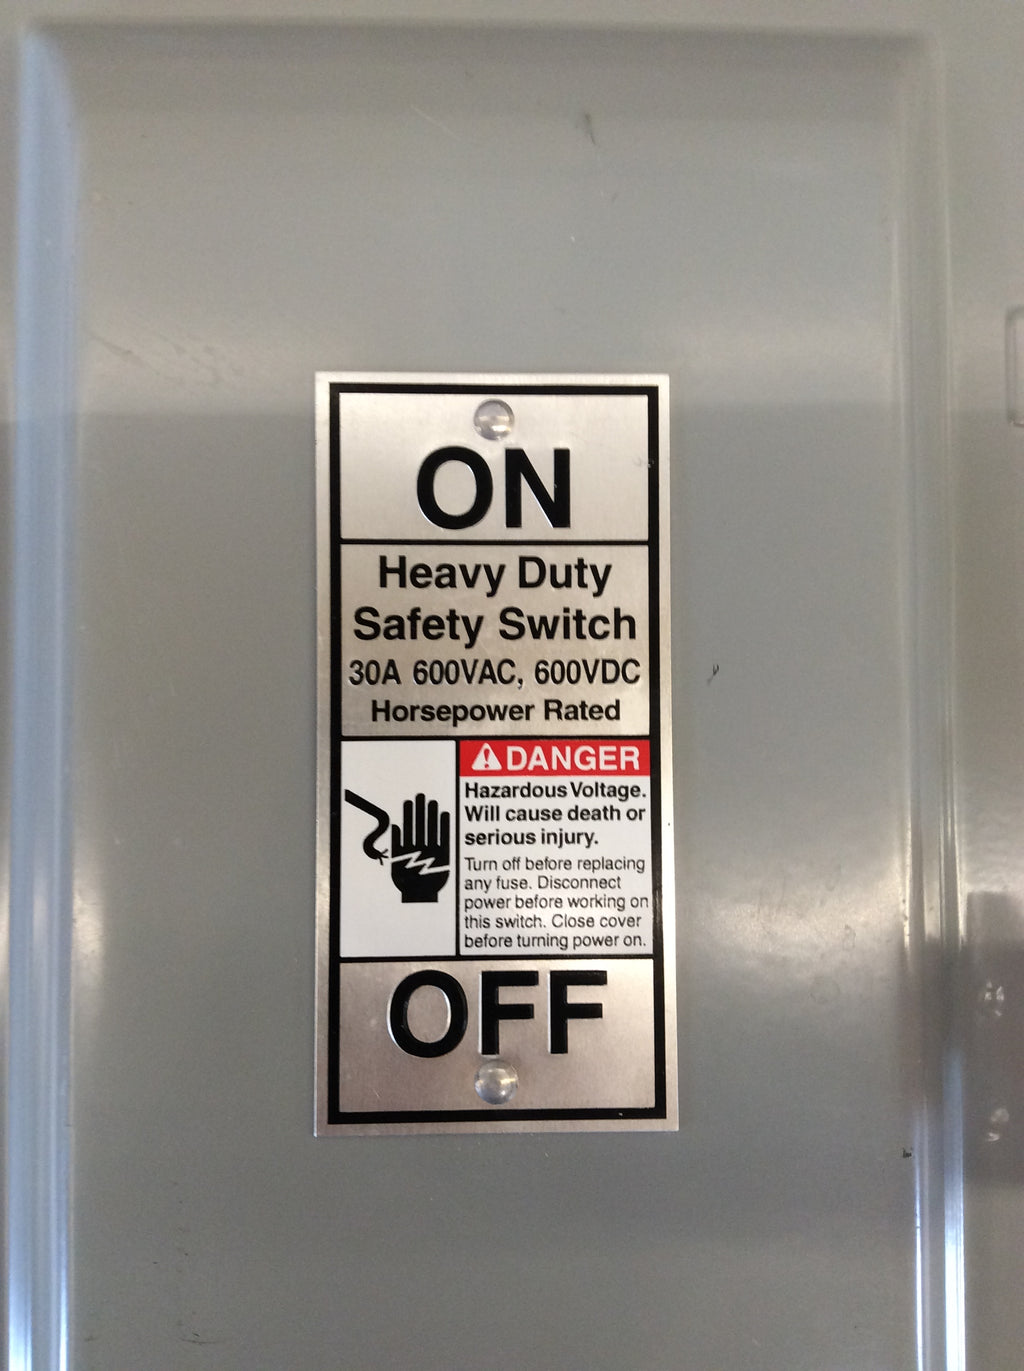 ON
Heavy Duty
Safety Switch
30A 600VAC, 600VDC
Horsepower Rated
DANGER
Hazardous Voltage.
Will cause death or
serious injury.
Turn off before replacing
any fuse. Disconnect
power before working on
this switch. Close cover
before turning power on.
OFF